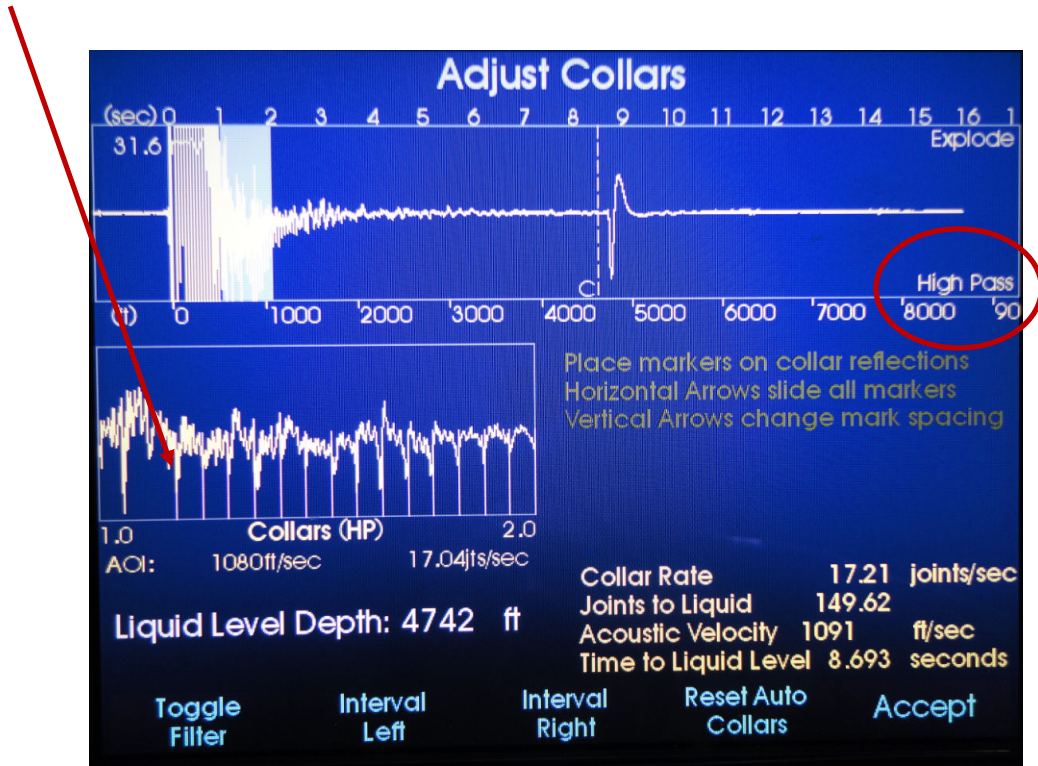 Adjust Collars
(sec) 0 1 2 3 4 5 6 7 8 9 10 11 12 13 14 15 16 1
31.6 Explode
C
High Pass
(ft) 0 1000 2000 3000 4000 5000 6000 7000 8000 90
Place markers on collar reflections
Horizontal Arrows slide all markers
Vertical Arrows change mark spacing
1.0 Collars (HP) 2.0
AOI: 1080ft/sec 17.04jts/sec
Collar Rate 17.21 joints/sec
Joints to Liquid 149.62
Liquid Level Depth: 4742 ft
Acoustic Velocity 1091 ft/sec
Time to Liquid Level 8.693 seconds
Toggle Filter
Interval Left
Interval Right
Reset Auto Collars
Accept